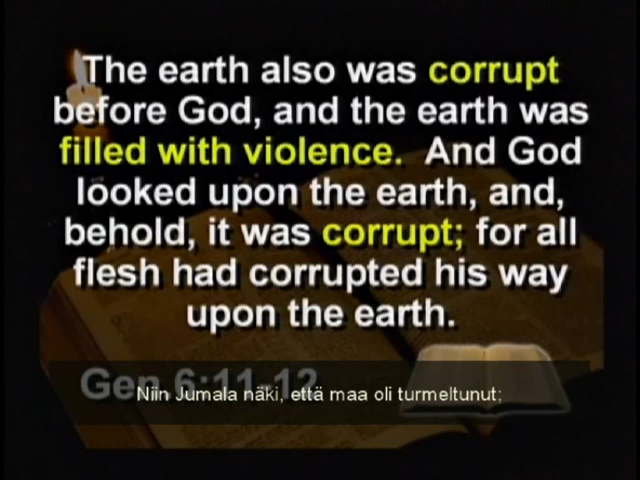 The earth also was corrupt
before God, and the earth was
filled with violence. And God
looked upon the earth, and,
behold, it was corrupt; for all
flesh had corrupted his way
upon the earth.
Gen 6:11-12
Niin Jumala näki, että maa oli turmeltunut;